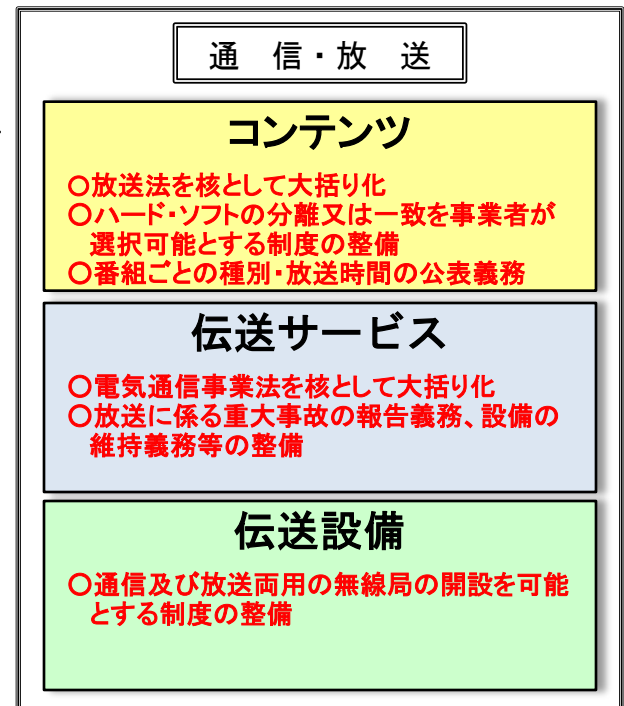 通 信・放 送
コンテンツ
○放送法を核として大括り化
○ハード・ソフトの分離又は一致を事業者が
選択可能とする制度の整備
○番組ごとの種別・放送時間の公表義務
伝送サービス
○電気通信事業法を核として大括り化
○放送に係る重大事故の報告義務、設備の
維持義務等の整備
伝送設備
○通信及び放送両用の無線局の開設を可能
とする制度の整備